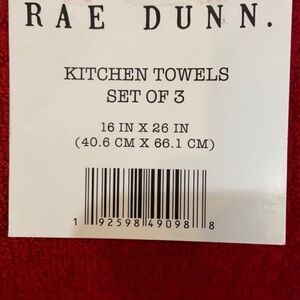 RAE DUNN.
KITCHEN TOWELS
SET OF 3
16 IN X 26 IN
(40.6 CM X 66.1 CM)
1 92598 49098 8